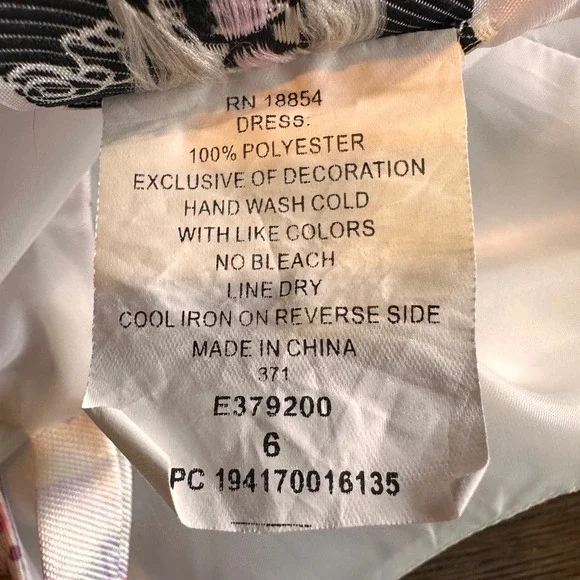 RN 18854
DRESS:
100% POLYESTER
EXCLUSIVE OF DECORATION
HAND WASH COLD
WITH LIKE COLORS
NO BLEACH
LINE DRY
COOL IRON ON REVERSE SIDE
MADE IN CHINA
371
E379200
6
PC 194170016135